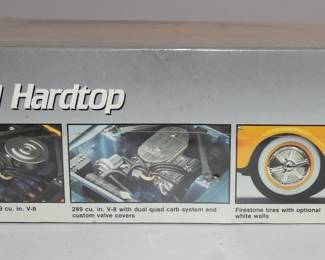 Hardtop
cu. in. V-8
289 cu. in. V-8 with dual quad carb system and
custom valve covers
Firestone tires with optional
white walls